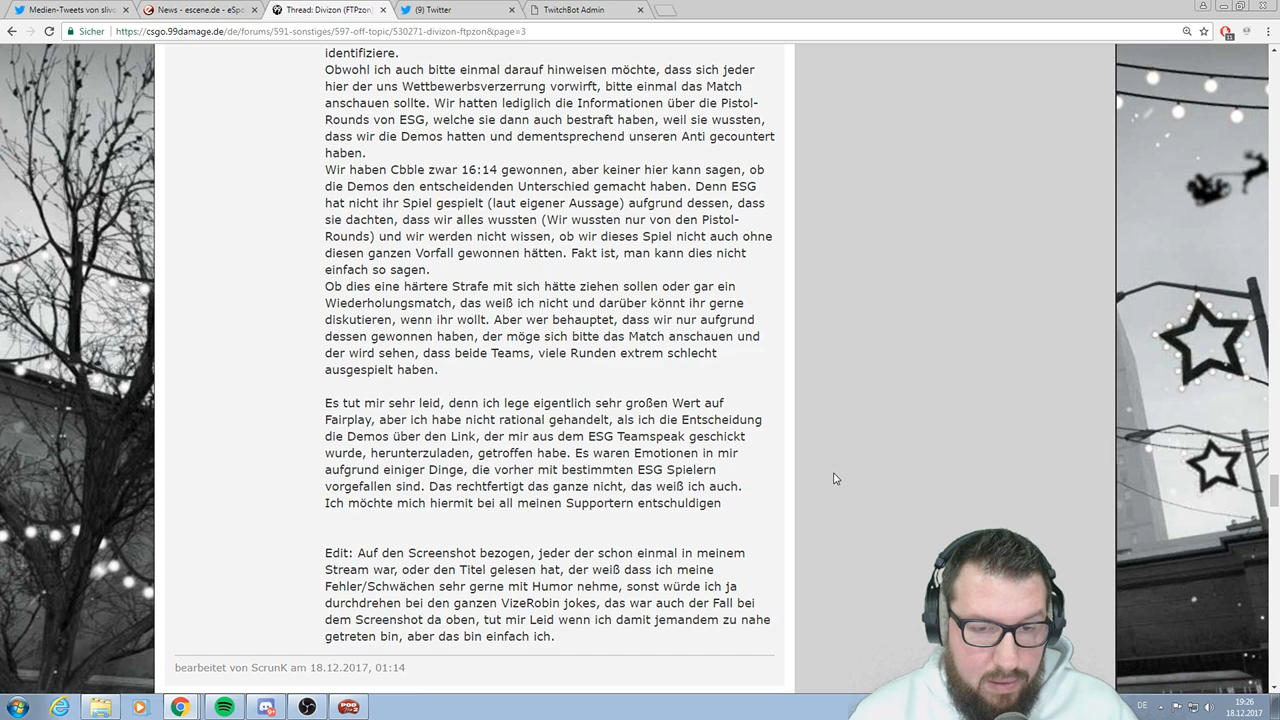 Medien-Tweets von slivo
News - escene.de - eSpo
Thread: Divizon (FTPzon
(9) Twitter
TwitchBot Admin
Sicher
https://csgo.99damage.de/de/forums/591-sonstiges/597-off-topic/530271-divizon-ftpzon&page=3
identifiziere.
Obwohl ich auch bitte einmal darauf hinweisen möchte, dass sich jeder
hier der uns Wettbewerbsverzerrung vorwirft, bitte einmal das Match
anschauen sollte. Wir hatten lediglich die Informationen über die Pistol-
Rounds von ESG, welche sie dann auch bestraft haben, weil sie wussten,
dass wir die Demos hatten und dementsprechend unseren Anti gecountert
haben.
Wir haben Cbble zwar 16:14 gewonnen, aber keiner hier kann sagen, ob
die Demos den entscheidenden Unterschied gemacht haben. Denn ESG
hat nicht ihr Spiel gespielt (laut eigener Aussage) aufgrund dessen, dass
sie dachten, dass wir alles wussten (Wir wussten nur von den Pistol-
Rounds) und wir werden nicht wissen, ob wir dieses Spiel nicht auch ohne
diesen ganzen Vorfall gewonnen hätten. Fakt ist, man kann dies nicht
einfach so sagen.
Ob dies eine härtere Strafe mit sich hätte ziehen sollen oder gar ein
Wiederholungsmatch, das weiß ich nicht und darüber könnt ihr gerne
diskutieren, wenn ihr wollt. Aber wer behauptet, dass wir nur aufgrund
dessen gewonnen haben, der möge sich bitte das Match anschauen und
der wird sehen, dass beide Teams, viele Runden extrem schlecht
ausgespielt haben.
Es tut mir sehr leid, denn ich lege eigentlich sehr großen Wert auf
Fairplay, aber ich habe nicht rational gehandelt, als ich die Entscheidung
die Demos über den Link, der mir aus dem ESG Teamspeak geschickt
wurde, herunterzuladen, getroffen habe. Es waren Emotionen in mir
aufgrund einiger Dinge, die vorher mit bestimmten ESG Spielern
vorgefallen sind. Das rechtfertigt das ganze nicht, das weiß ich auch.
Ich möchte mich hiermit bei all meinen Supportern entschuldigen
Edit: Auf den Screenshot bezogen, jeder der schon einmal in meinem
Stream war, oder den Titel gelesen hat, der weiß dass ich meine
Fehler/Schwächen sehr gerne mit Humor nehme, sonst würde ich ja
durchdrehen bei den ganzen VizeRobin jokes, das war auch der Fall bei
dem Screenshot da oben, tut mir Leid wenn ich damit jemandem zu nahe
getreten bin, aber das bin einfach ich.
bearbeitet von ScrunK am 18.12.2017, 01:14
DE
19:26
18.12.2017